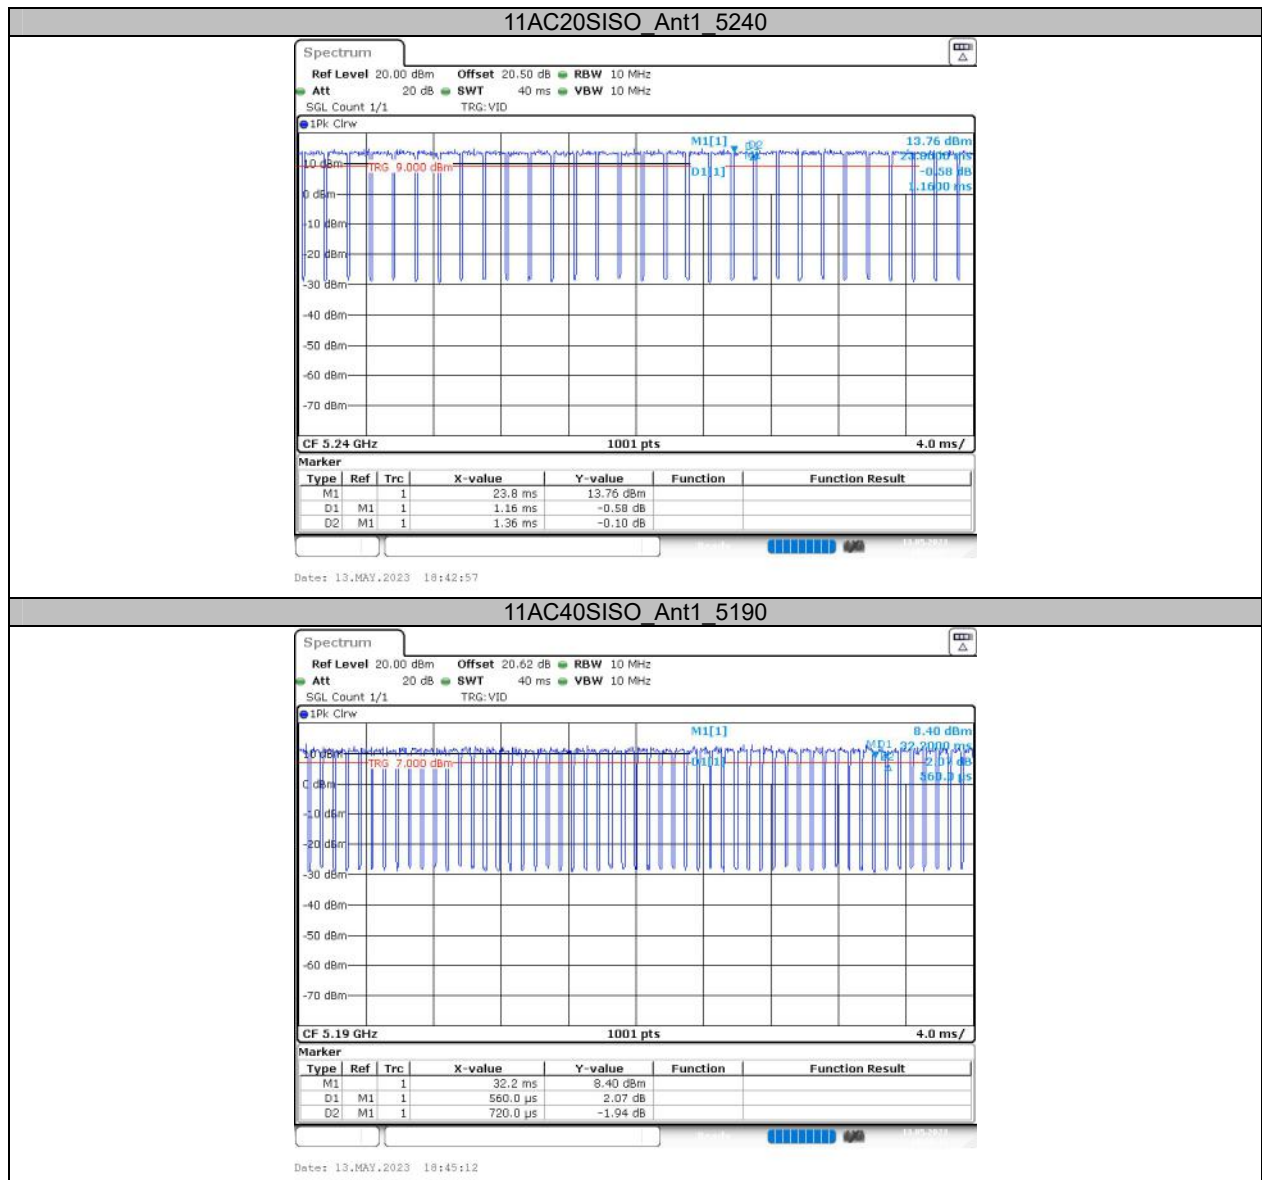 11AC20SISO_Ant1_5240
Spectrum
Ref Level 20.00 dBm Offset 20.50 dB RBW 10 MHz
Att 20 dB SWT 40 ms VBW 10 MHz
SGL Count 1/1 TRG:VID
1Pk Clrw
M1[1] 13.76 dBm
23.8000 ms
D1[1] -0.58 dB
1.1600 ms
D2
10 dBm
TRG 9.000 dBm
0 dBm
-10 dBm
-20 dBm
-30 dBm
-40 dBm
-50 dBm
-60 dBm
-70 dBm
CF 5.24 GHz 1001 pts 4.0 ms/
Marker
Type Ref Trc X-value Y-value Function Function Result
M1 1 23.8 ms 13.76 dBm
D1 M1 1 1.16 ms -0.58 dB
D2 M1 1 1.36 ms -0.10 dB
Date: 13.MAY.2023 18:42:57
11AC40SISO_Ant1_5190
Spectrum
Ref Level 20.00 dBm Offset 20.62 dB RBW 10 MHz
Att 20 dB SWT 40 ms VBW 10 MHz
SGL Count 1/1 TRG:VID
1Pk Clrw
M1[1] 8.40 dBm
32.2000 ms
D1[1] 2.07 dB
560.0 µs
10 dBm
TRG 7.000 dBm
0 dBm
-10 dBm
-20 dBm
-30 dBm
-40 dBm
-50 dBm
-60 dBm
-70 dBm
CF 5.19 GHz 1001 pts 4.0 ms/
Marker
Type Ref Trc X-value Y-value Function Function Result
M1 1 32.2 ms 8.40 dBm
D1 M1 1 560.0 µs 2.07 dB
D2 M1 1 720.0 µs -1.94 dB
Date: 13.MAY.2023 18:45:12